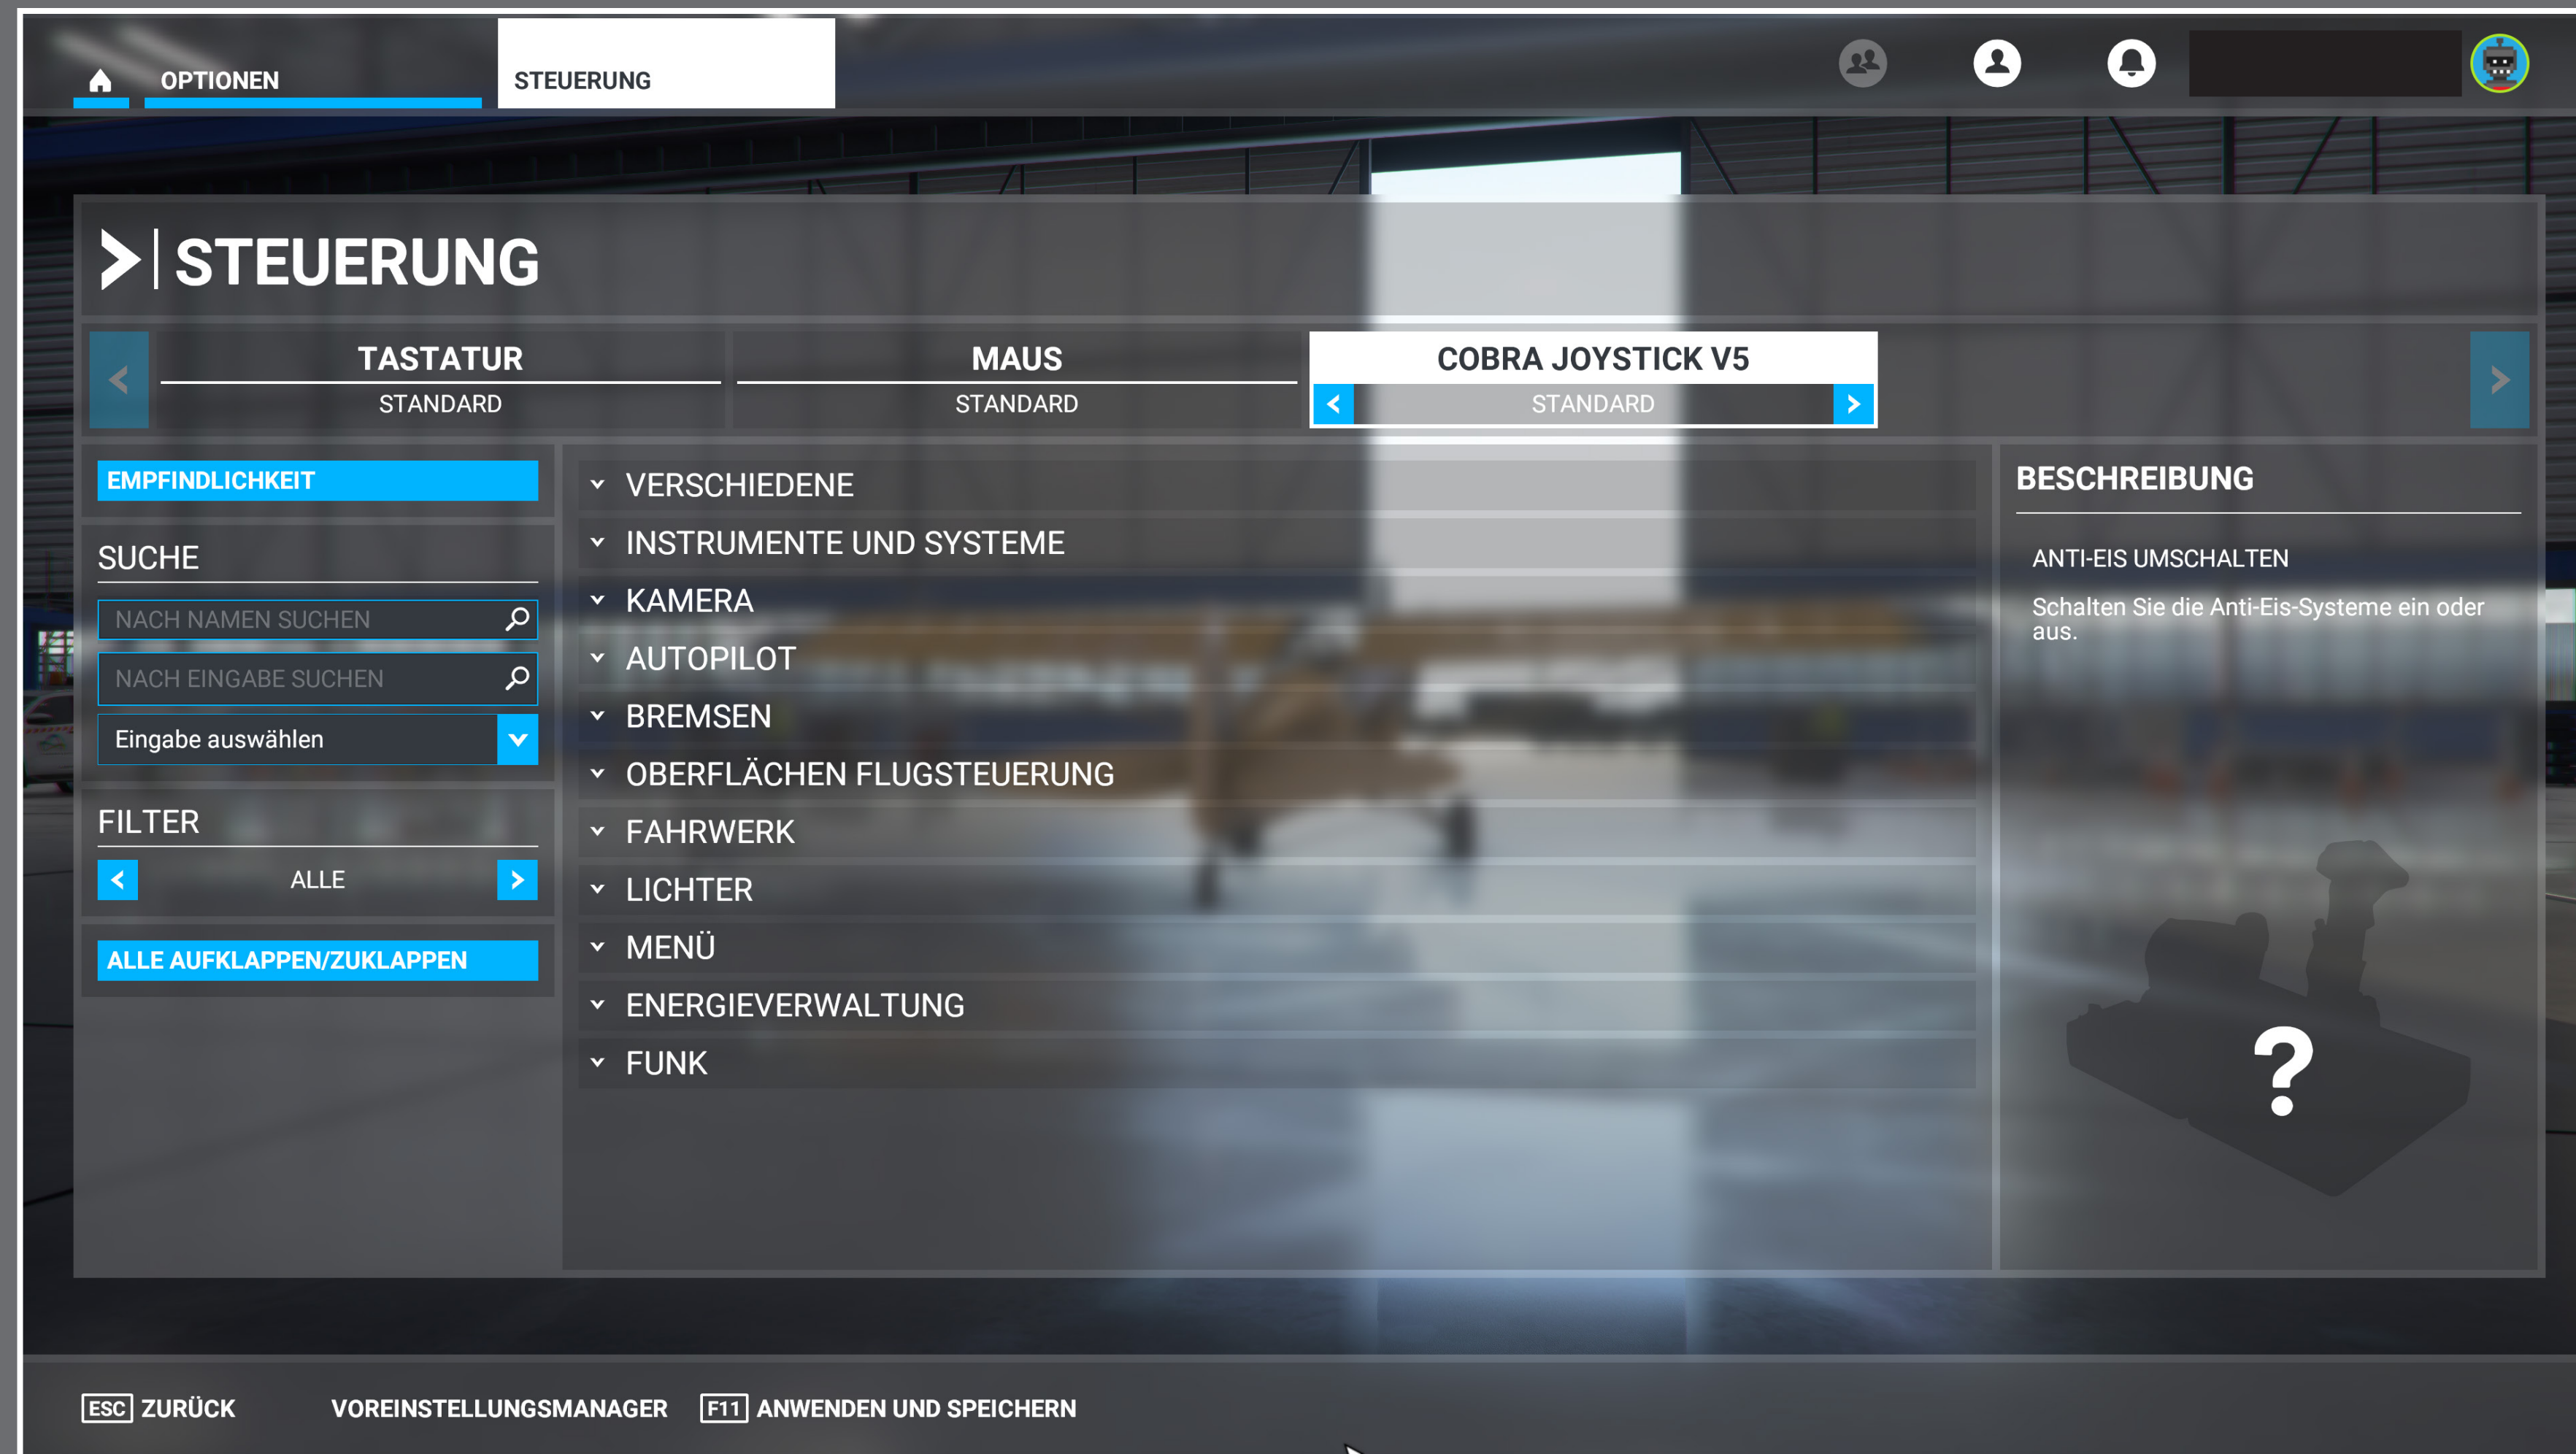 OPTIONEN
STEUERUNG
STEUERUNG
TASTATUR
STANDARD
MAUS
STANDARD
COBRA JOYSTICK V5
STANDARD
EMPFINDLICHKEIT
SUCHE
NACH NAMEN SUCHEN
NACH EINGABE SUCHEN
Eingabe auswählen
FILTER
ALLE
ALLE AUFKLAPPEN/ZUKLAPPEN
VERSCHIEDENE
INSTRUMENTE UND SYSTEME
KAMERA
AUTOPILOT
BREMSEN
OBERFLÄCHEN FLUGSTEUERUNG
FAHRWERK
LICHTER
MENÜ
ENERGIEVERWALTUNG
FUNK
BESCHREIBUNG
ANTI-EIS UMSCHALTEN
Schalten Sie die Anti-Eis-Systeme ein oder
aus.
?
ESC ZURÜCK
VOREINSTELLUNGSMANAGER
F11 ANWENDEN UND SPEICHERN